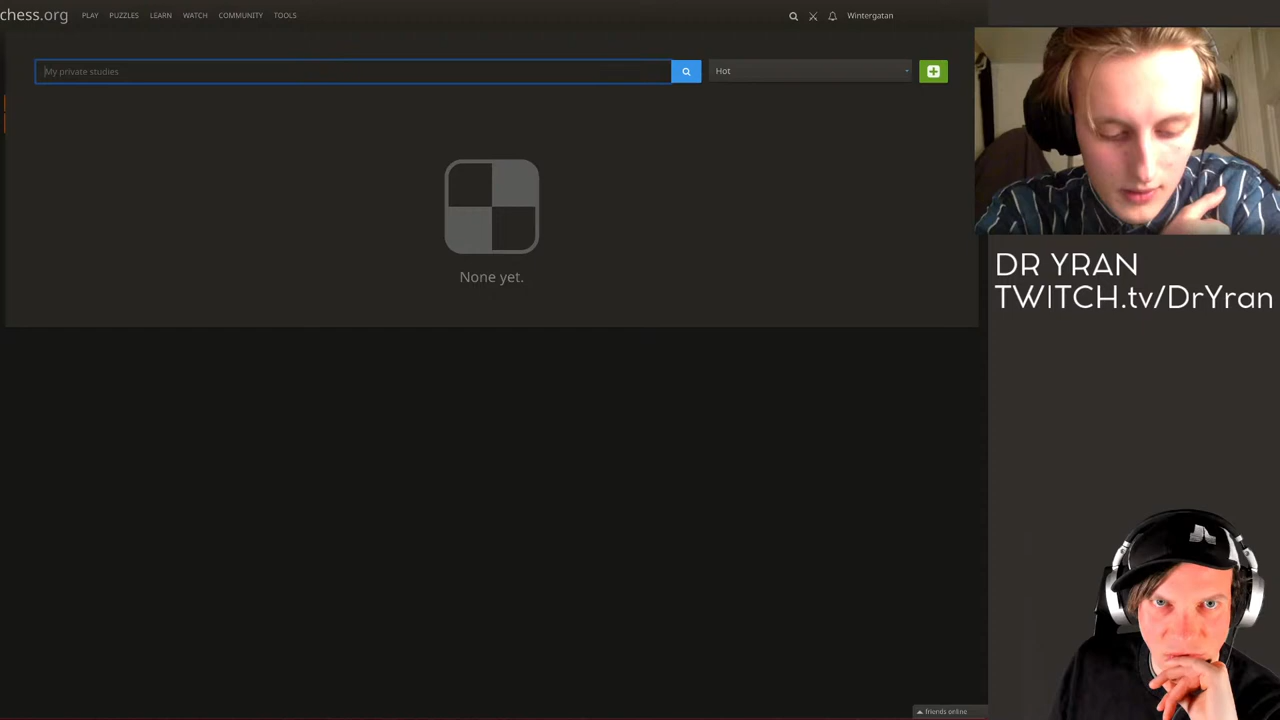 chess.org PLAY PUZZLES LEARN WATCH COMMUNITY TOOLS Wintergatan
My private studies Hot
None yet.
DR YRAN
TWITCH.tv/DrYran
friends online